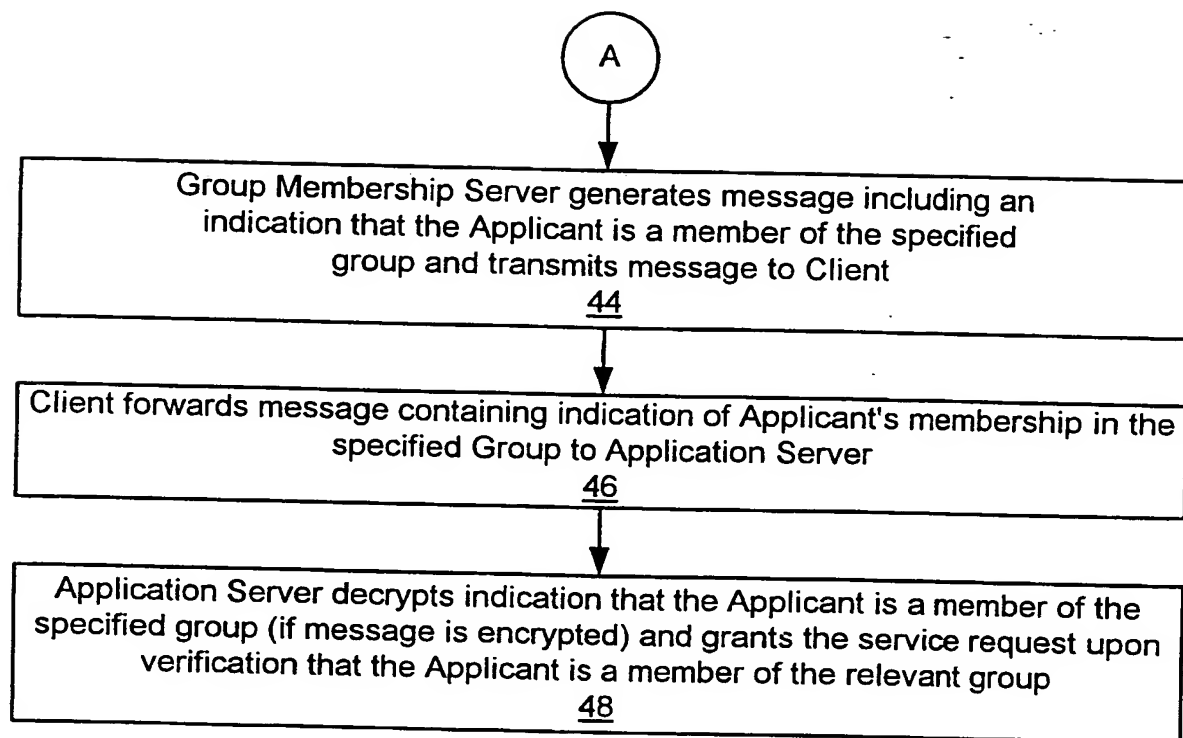 A
Group Membership Server generates message including an
indication that the Applicant is a member of the specified
group and transmits message to Client
44
Client forwards message containing indication of Applicant's membership in the
specified Group to Application Server
46
Application Server decrypts indication that the Applicant is a member of the
specified group (if message is encrypted) and grants the service request upon
verification that the Applicant is a member of the relevant group
48